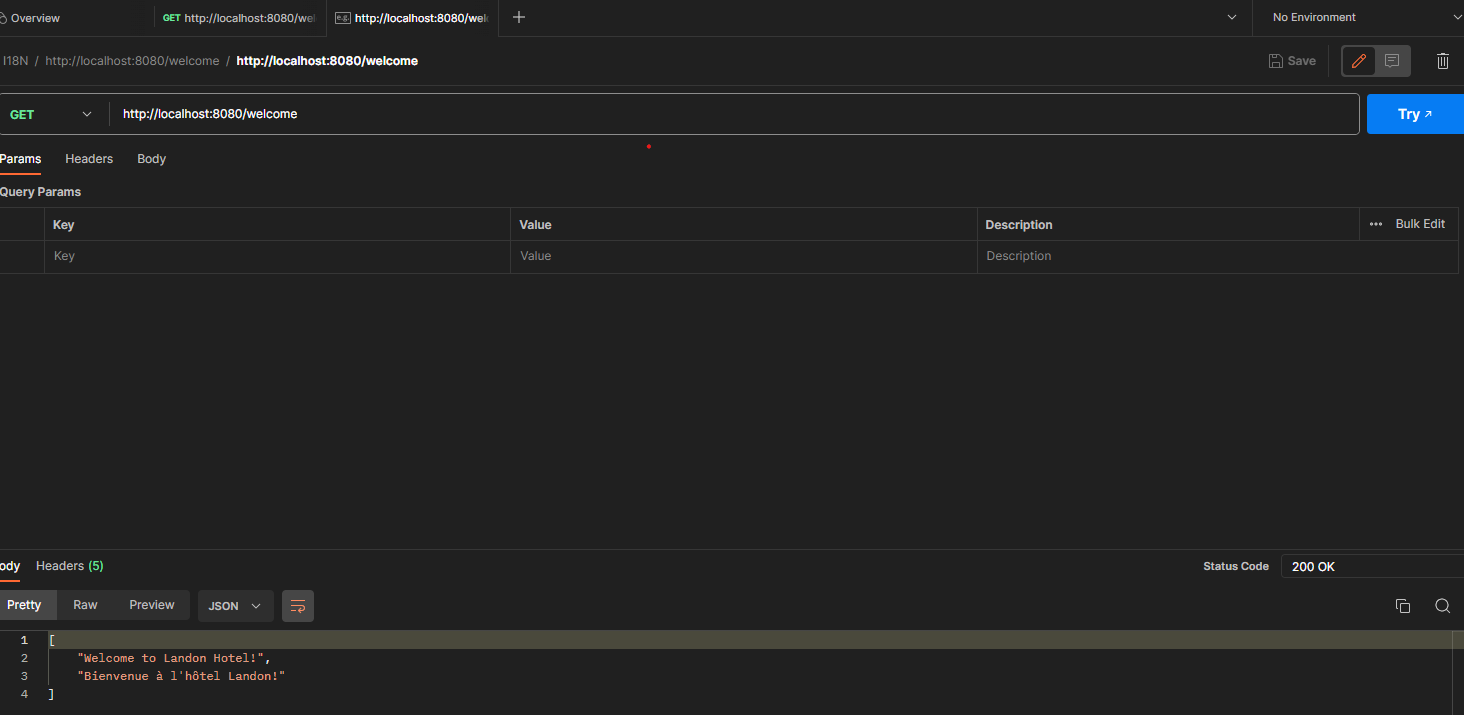 Overview GET http://localhost:8080/wel e.g. http://localhost:8080/wel No Environment
I18N / http://localhost:8080/welcome / http://localhost:8080/welcome Save
GET http://localhost:8080/welcome Try
Params Headers Body
Query Params
Key Value Description Bulk Edit
Key Value Description
ody Headers (5) Status Code 200 OK
Pretty Raw Preview JSON
1 [
2 "Welcome to Landon Hotel!",
3 "Bienvenue à l'hôtel Landon!"
4 ]